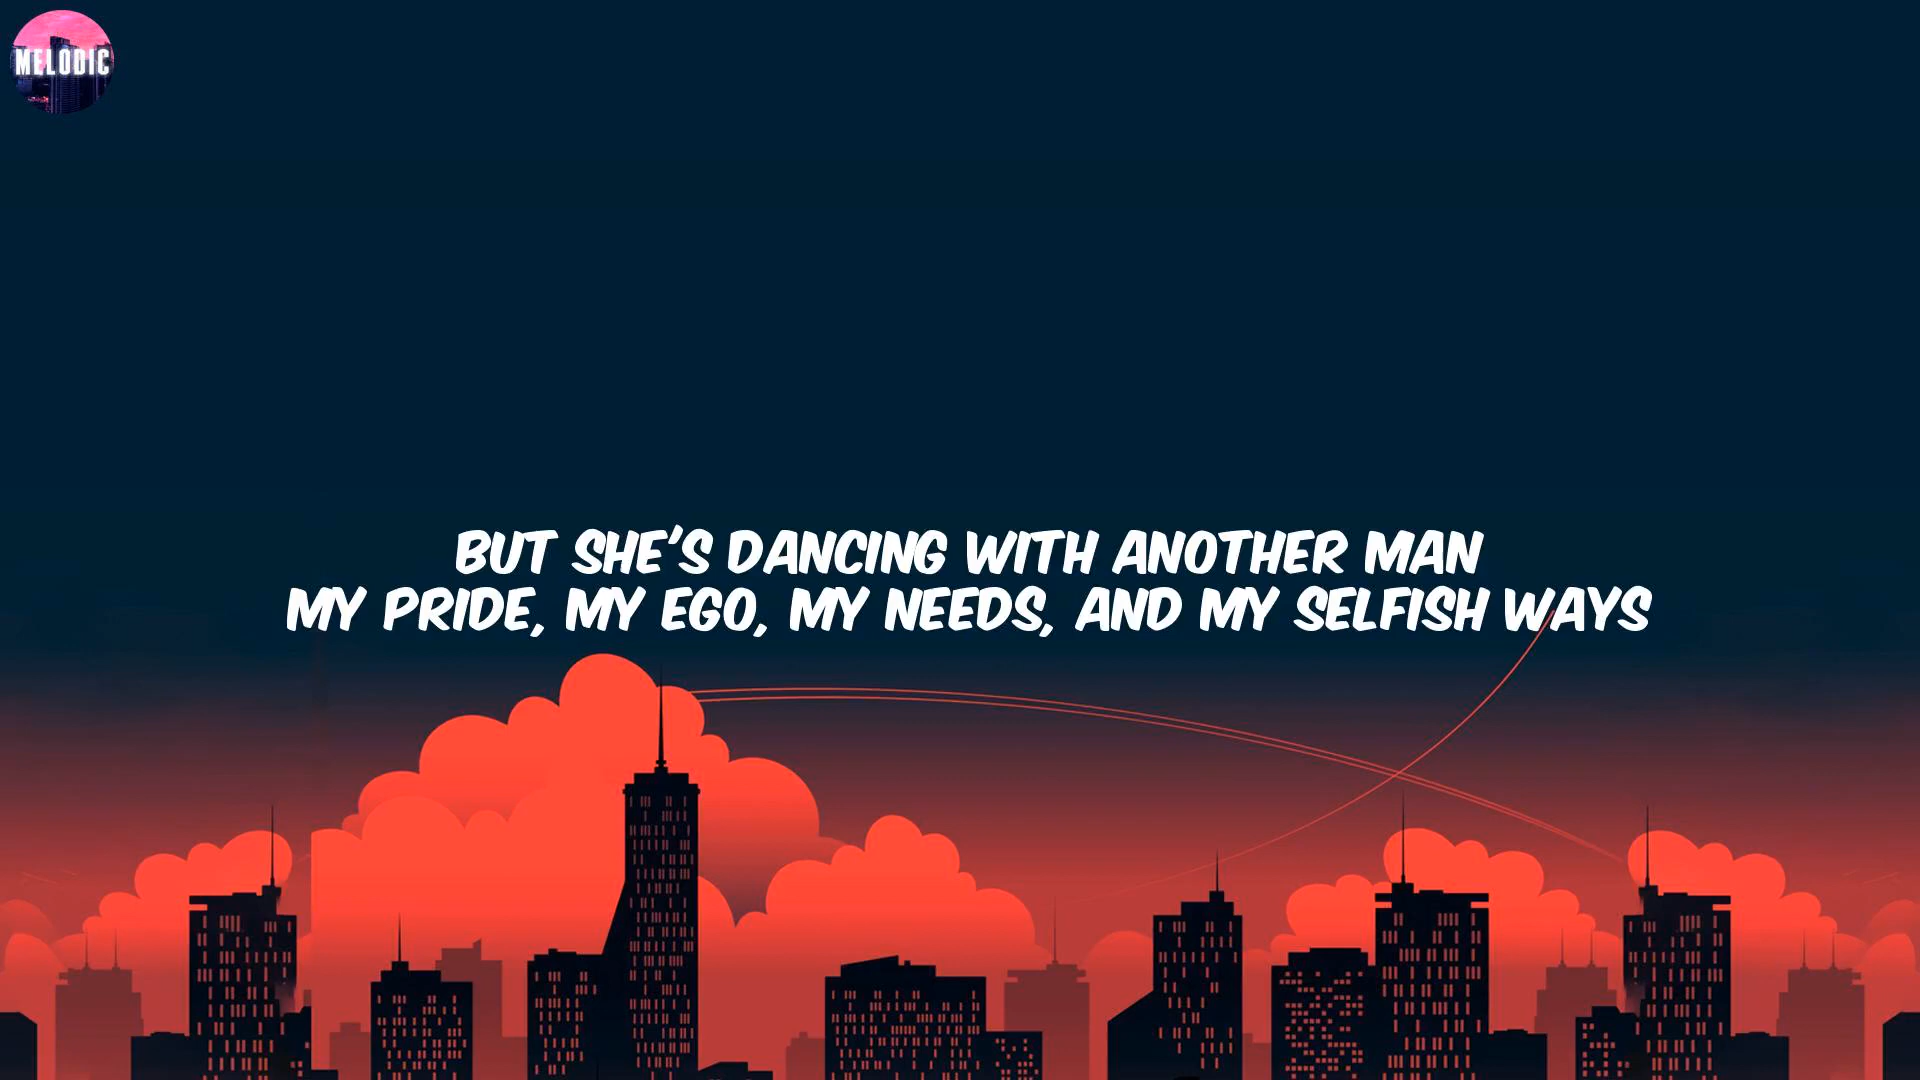 MELODIC
BUT SHE'S DANCING WITH ANOTHER MAN
MY PRIDE, MY EGO, MY NEEDS, AND MY SELFISH WAYS